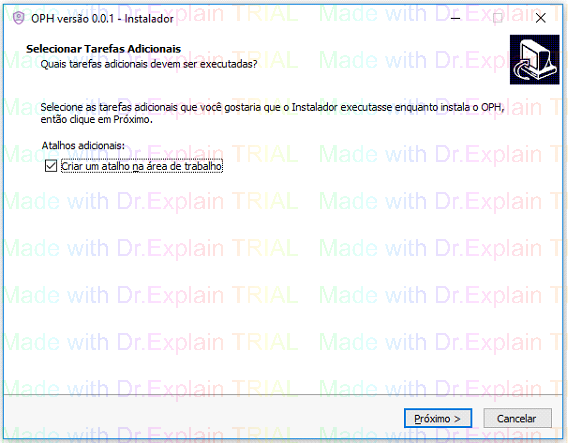 OPH versão 0.0.1 - Instalador
Selecionar Tarefas Adicionais
Quais tarefas adicionais devem ser executadas?
Selecione as tarefas adicionais que você gostaria que o Instalador executasse enquanto instala o OPH,
então clique em Próximo.
Atalhos adicionais:
Criar um atalho na área de trabalho
Próximo >
Cancelar
Made with Dr.Explain TRIAL